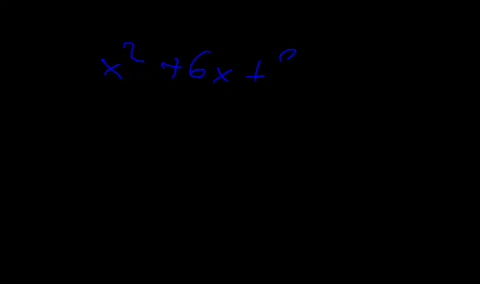 x² + 6x +